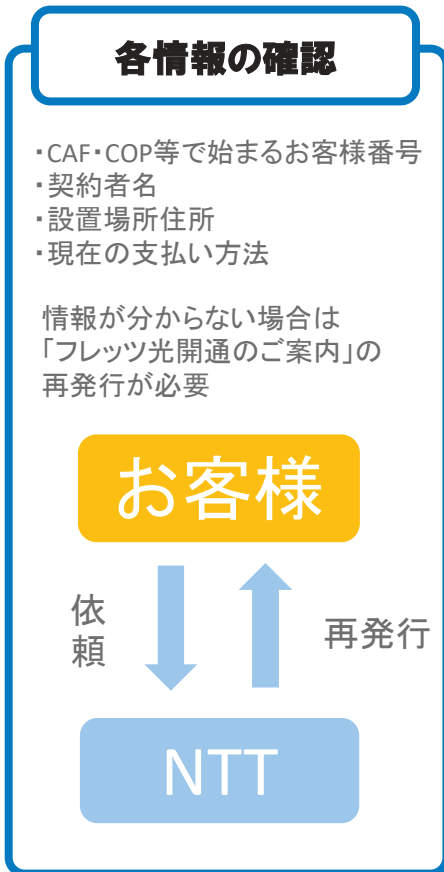 各情報の確認
・CAF・COP等で始まるお客様番号
・契約者名
・設置場所住所
・現在の支払い方法
情報が分からない場合は
「フレッツ光開通のご案内」の
再発行が必要
お客様
依頼
再発行
NTT